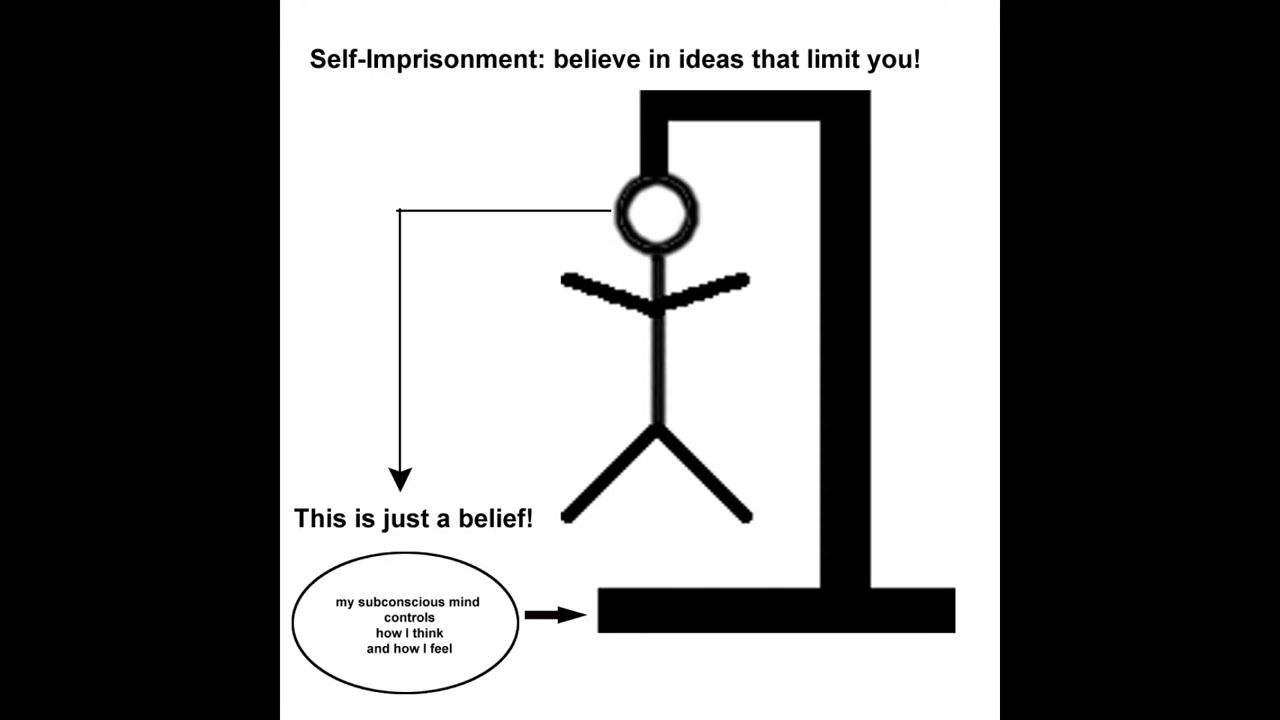 Self-Imprisonment: believe in ideas that limit you!
This is just a belief!
my subconscious mind
controls
how I think
and how I feel